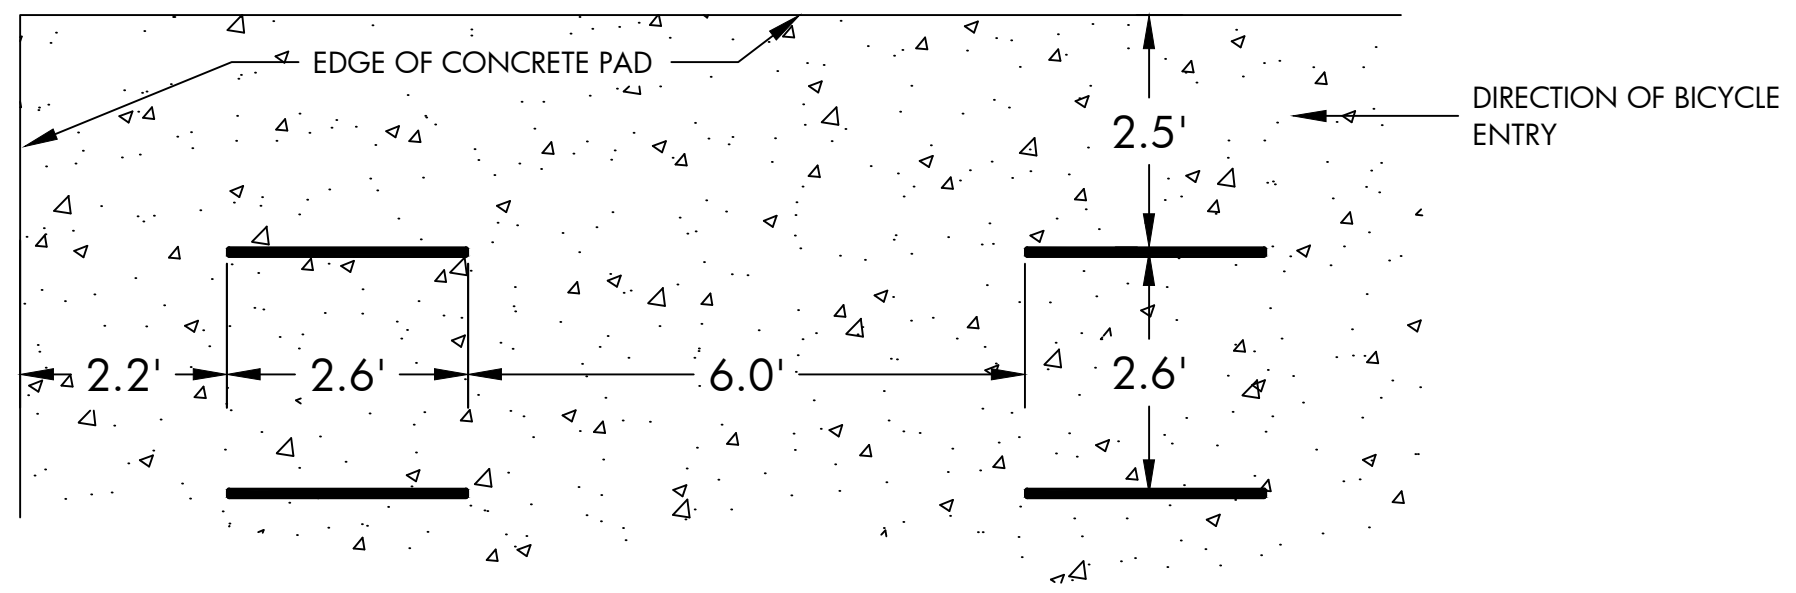 EDGE OF CONCRETE PAD
DIRECTION OF BICYCLE
ENTRY
2.5'
2.2'
2.6'
6.0'
2.6'